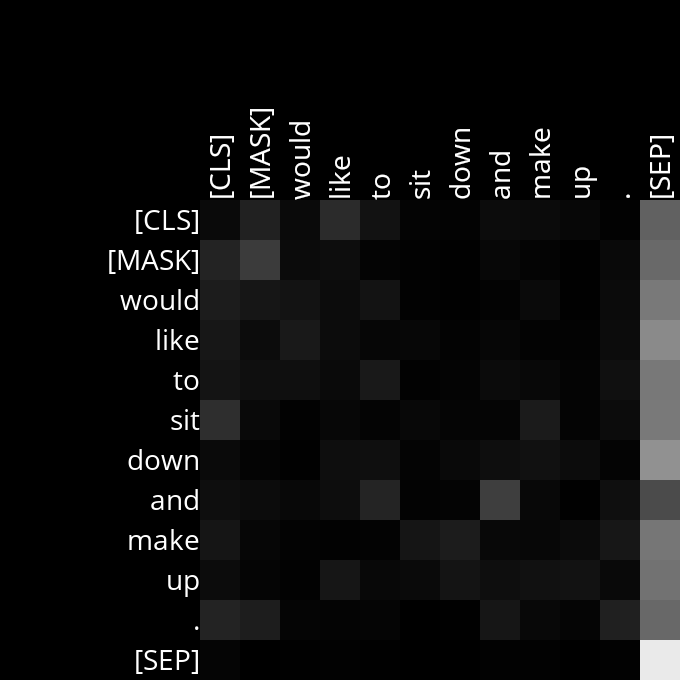 [CLS] [MASK] would like to sit down and make up . [SEP]
[CLS]
[MASK]
would
like
to
sit
down
and
make
up
.
[SEP]